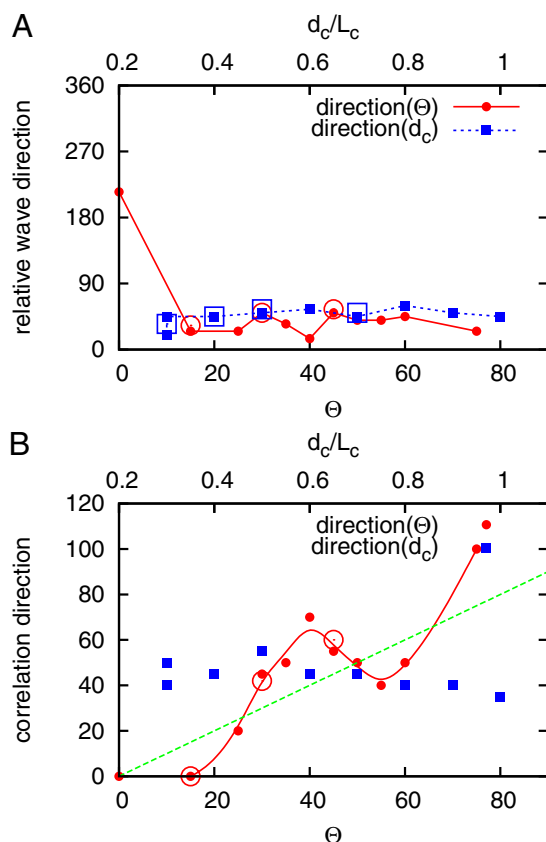 A
d_c/L_c
0.2 0.4 0.6 0.8 1
360
270
180
90
0
relative wave direction
direction(Θ)
direction(d_c)
0 20 40 60 80
Θ
B
d_c/L_c
0.2 0.4 0.6 0.8 1
120
100
80
60
40
20
0
correlation direction
direction(Θ)
direction(d_c)
0 20 40 60 80
Θ